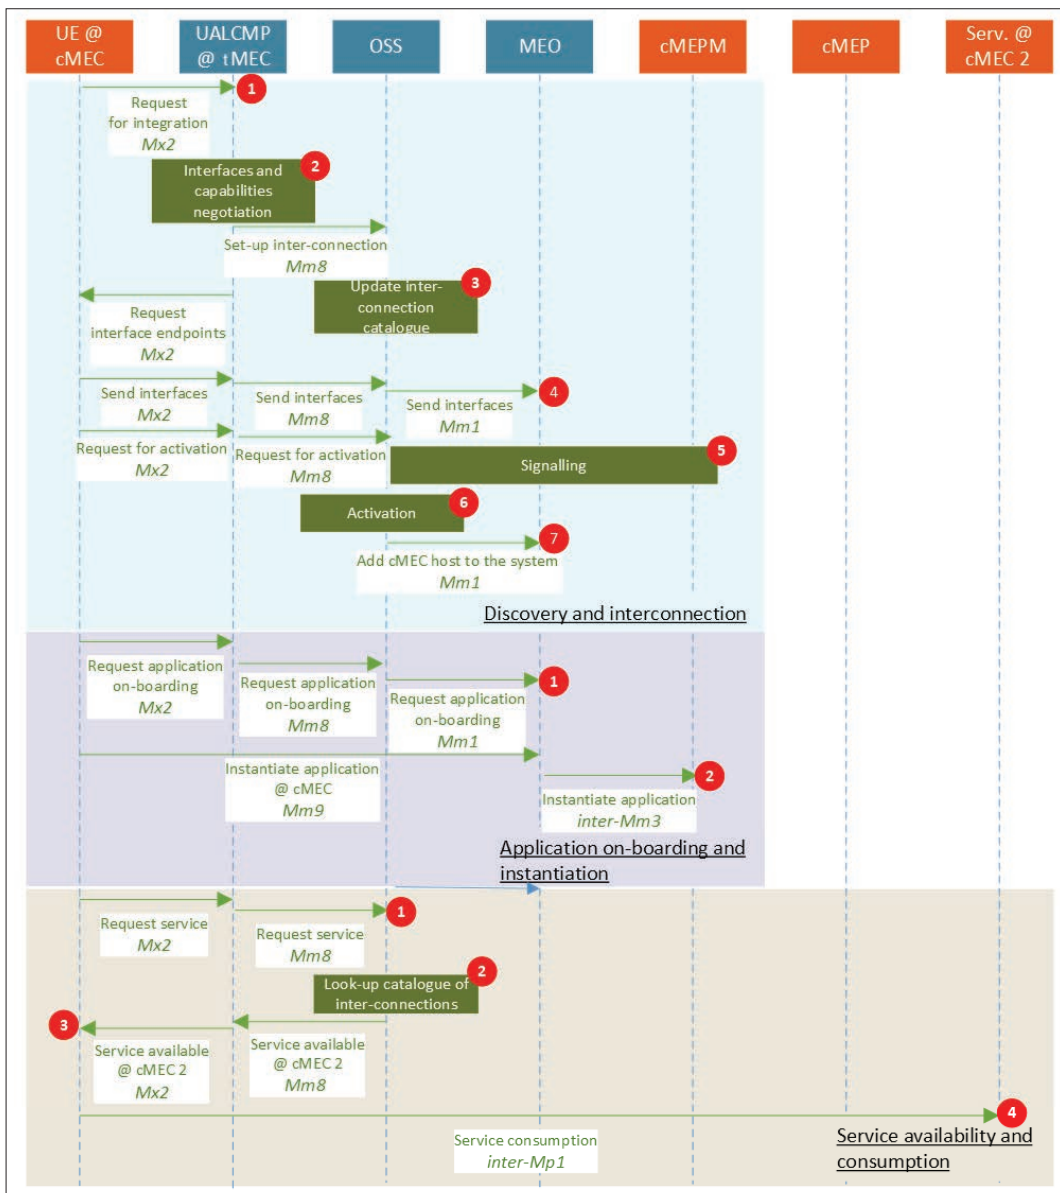 UE @
cMEC
UALCMP
@ tMEC
OSS
MEO
cMEPM
cMEP
Serv. @
cMEC 2
1
Request
for integration
Mx2
2
Interfaces and
capabilities
negotiation
Set-up inter-connection
Mm8
3
Update inter-
connection
catalogue
Request
interface endpoints
Mx2
Send interfaces
Mx2
Send interfaces
Mm8
Send interfaces
Mm1
4
Request for activation
Mx2
Request for activation
Mm8
Signalling
5
Activation
6
7
Add cMEC host to the system
Mm1
Discovery and interconnection
Request application
on-boarding
Mx2
Request application
on-boarding
Mm8
Request application
on-boarding
Mm1
1
Instantiate application
@ cMEC
Mm9
2
Instantiate application
inter-Mm3
Application on-boarding and
instantiation
Request service
Mx2
Request service
Mm8
1
2
Look-up catalogue of
inter-connections
3
Service available
@ cMEC 2
Mx2
Service available
@ cMEC 2
Mm8
4
Service consumption
inter-Mp1
Service availability and
consumption